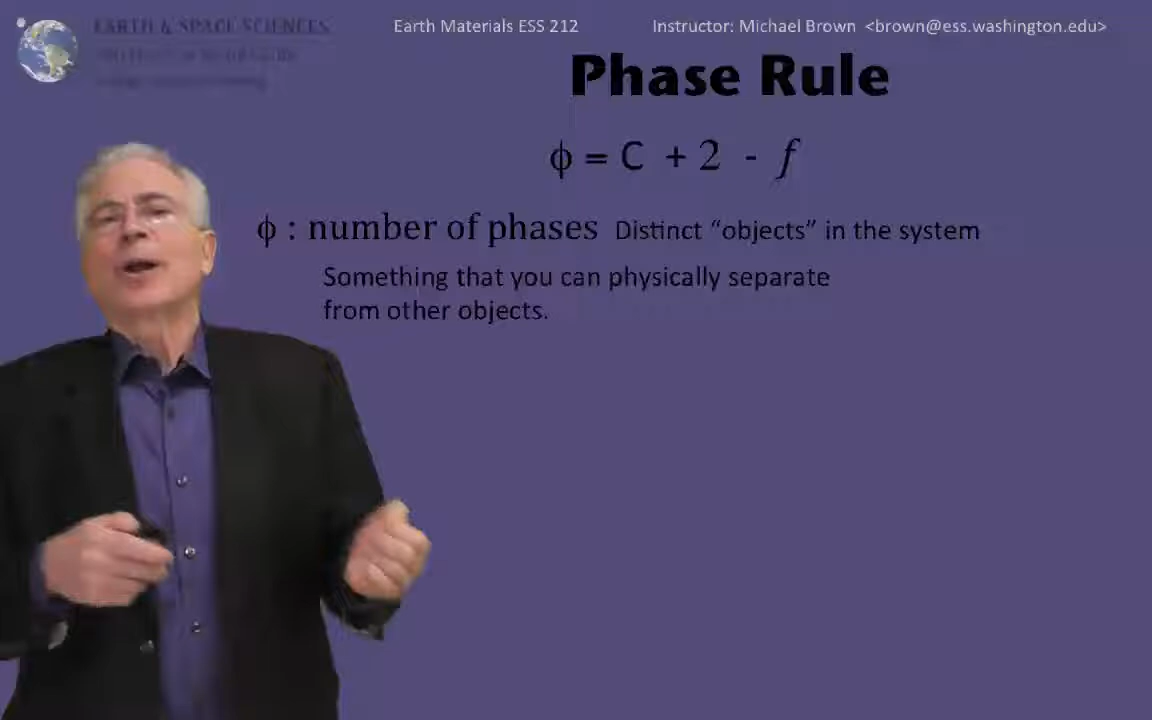 EARTH & SPACE SCIENCES
Earth Materials ESS 212
Instructor: Michael Brown <brown@ess.washington.edu>
Phase Rule
ϕ = C + 2 - f
ϕ : number of phases Distinct “objects” in the system
Something that you can physically separate
from other objects.